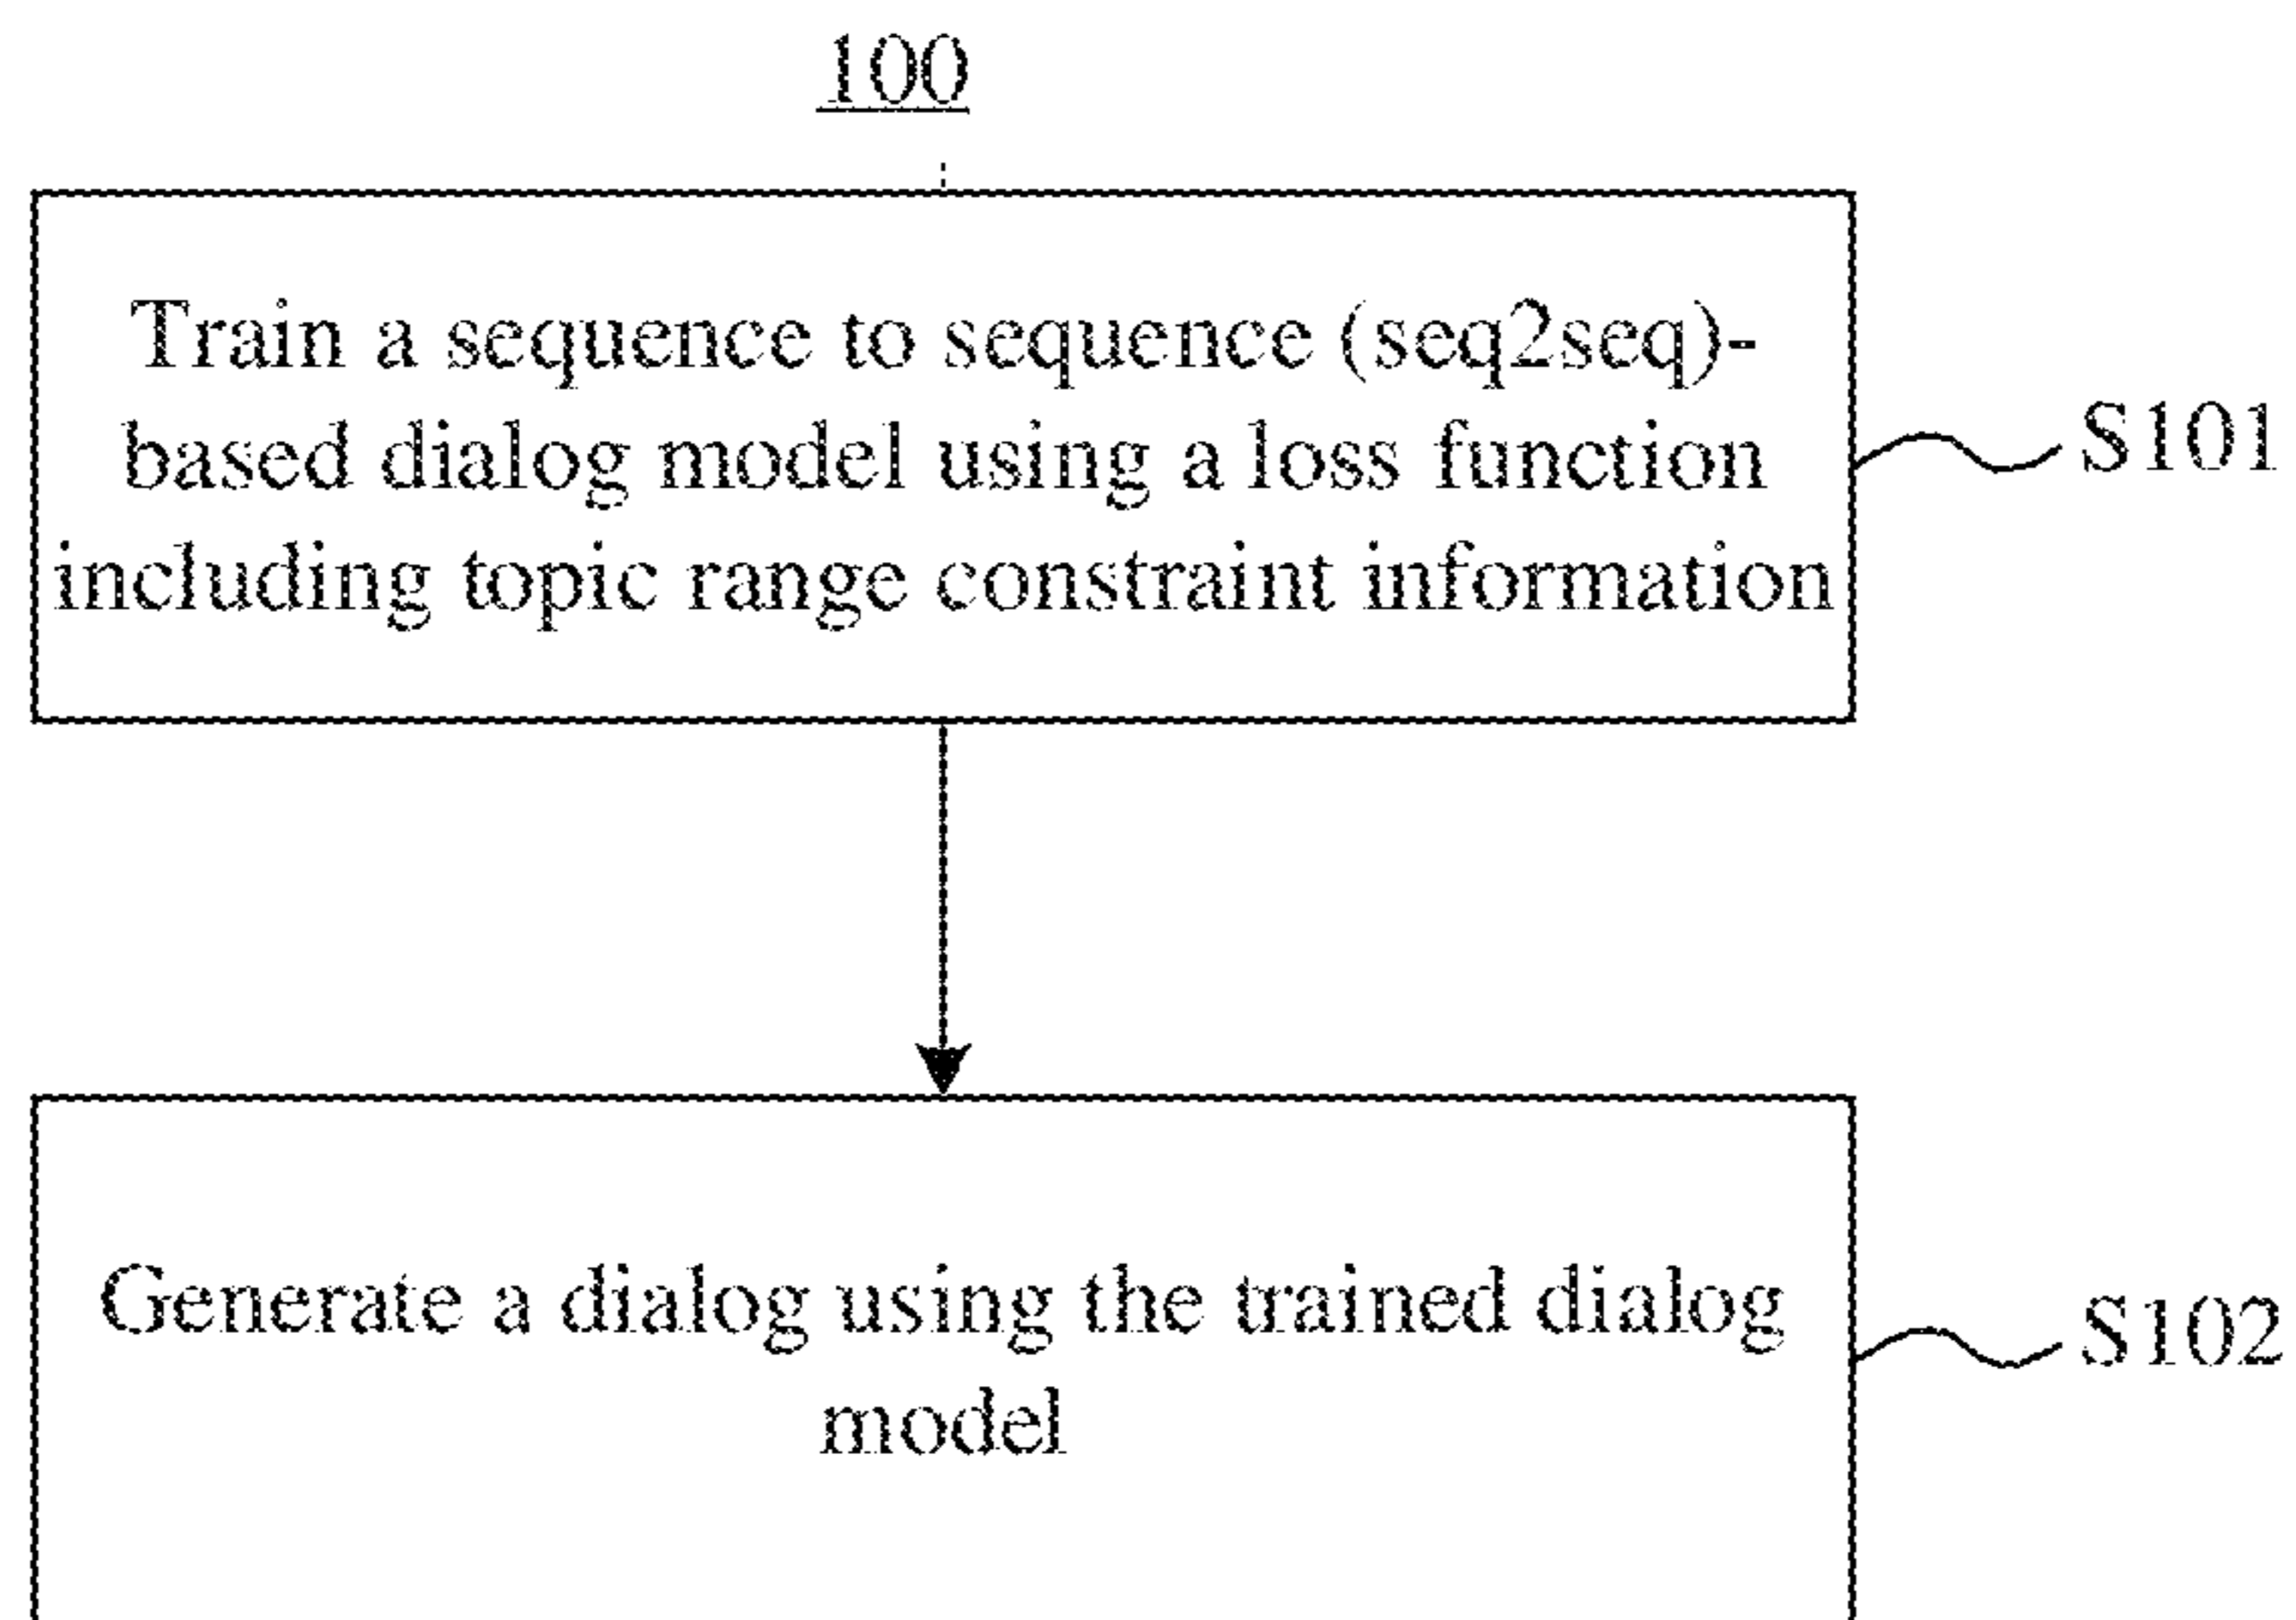 100
Train a sequence to sequence (seq2seq)-
based dialog model using a loss function
including topic range constraint information
S101
Generate a dialog using the trained dialog
model
S102